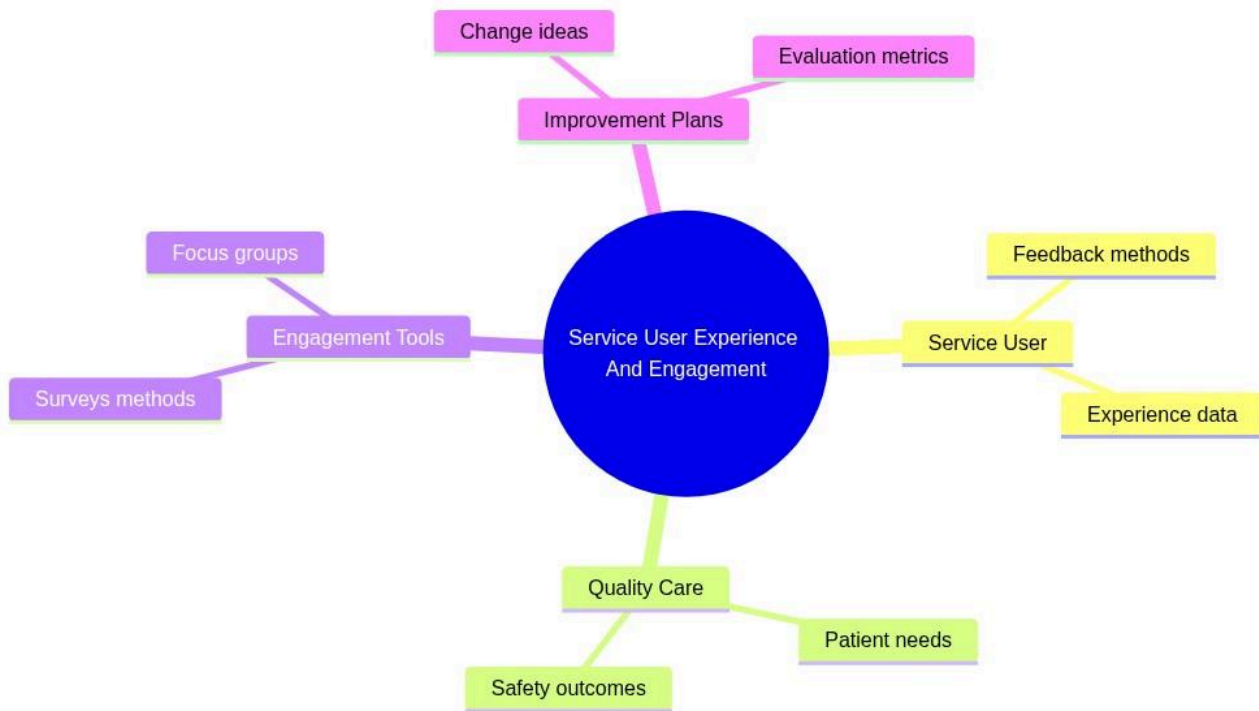 Change ideas
Evaluation metrics
Improvement Plans
Focus groups
Feedback methods
Engagement Tools
Service User Experience
And Engagement
Service User
Surveys methods
Experience data
Quality Care
Patient needs
Safety outcomes